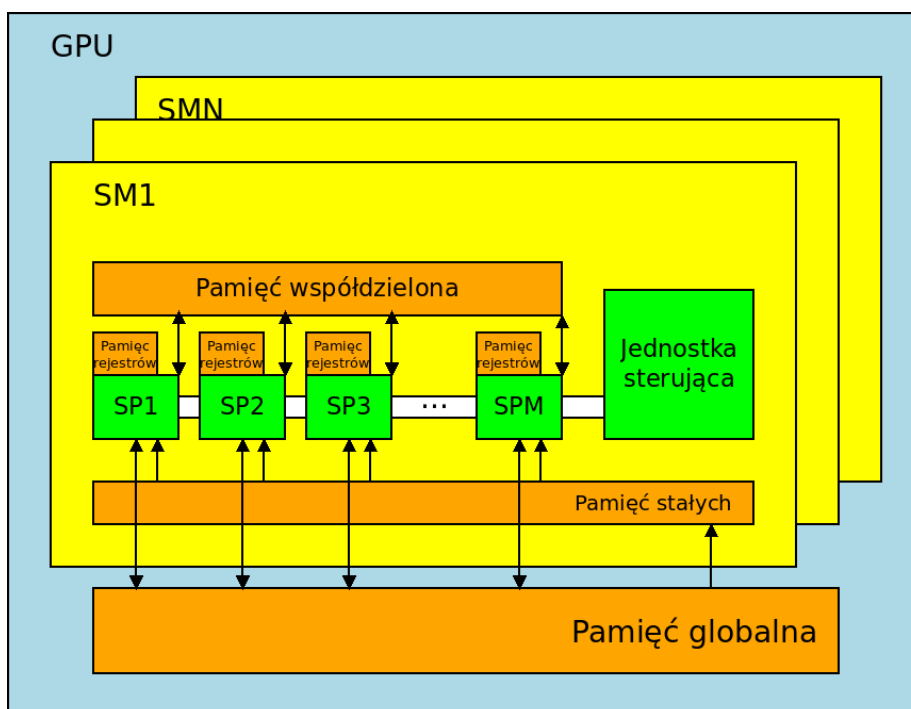 GPU
SMN
SM1
Pamięć współdzielona
Pamięc
rejestrów
Pamięc
rejestrów
Pamięc
rejestrów
Pamięc
rejestrów
Jednostka
sterująca
SP1
SP2
SP3
...
SPM
Pamięć stałych
Pamięć globalna